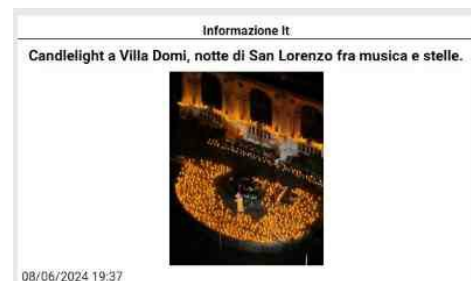 Informazione It
Candlelight a Villa Domi, notte di San Lorenzo fra musica e stelle.
08/06/2024 19:37